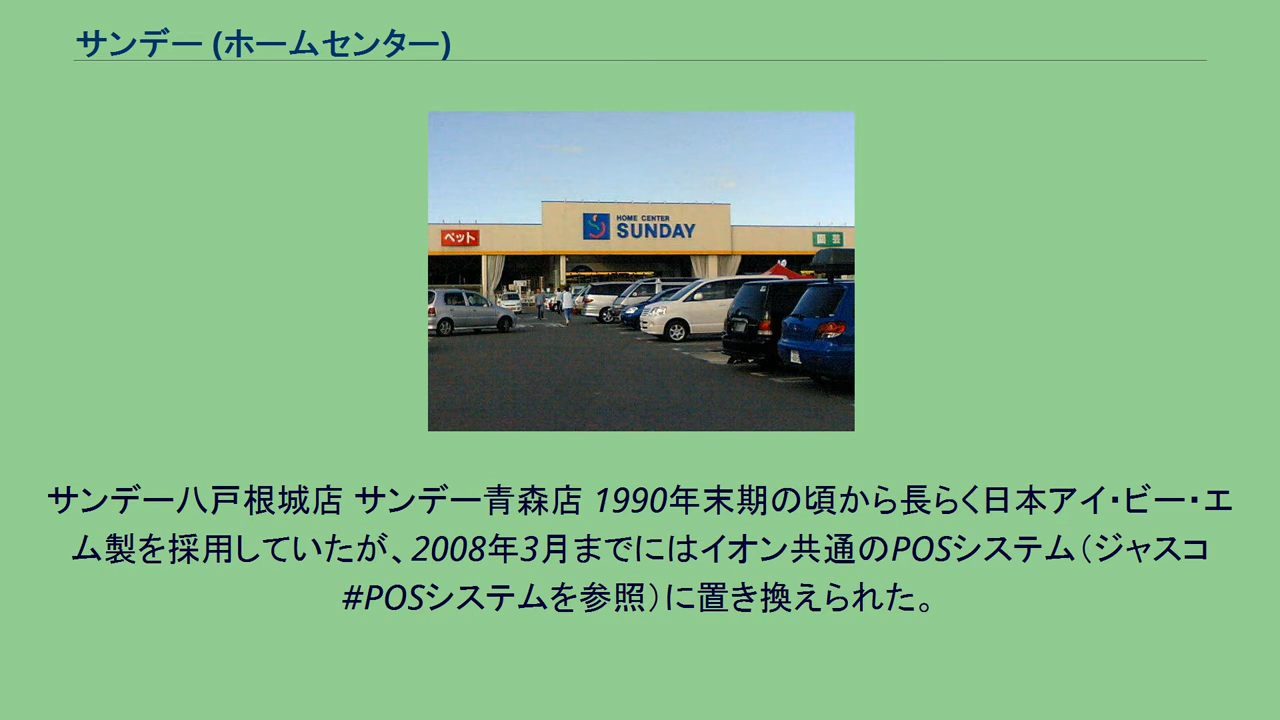 サンデー (ホームセンター)
HOME CENTER
SUNDAY
ペット
園芸
サンデー八戸根城店 サンデー青森店 1990年末期の頃から長らく日本アイ・ビー・エ
ム製を採用していたが、2008年3月までにはイオン共通のPOSシステム（ジャスコ
#POSシステムを参照）に置き換えられた。